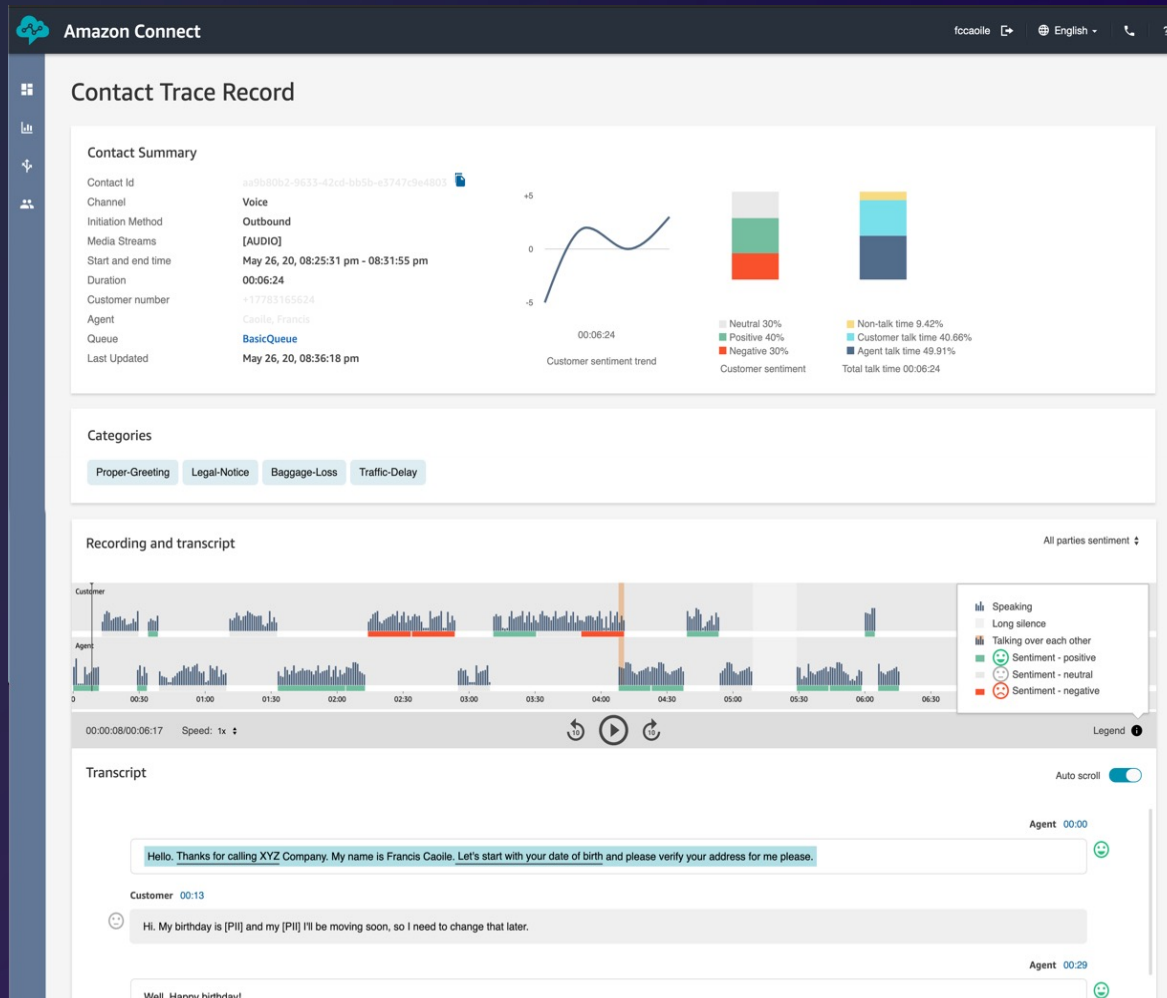 Amazon Connect
fccaoile
English
?
Contact Trace Record
Contact Summary
Contact Id aa9b80b2-9633-42cd-bb5b-e3747c9e4803
Channel Voice
Initiation Method Outbound
Media Streams [AUDIO]
Start and end time May 26, 20, 08:25:31 pm - 08:31:55 pm
Duration 00:06:24
Customer number +17783165624
Agent Caoile, Francis
Queue BasicQueue
Last Updated May 26, 20, 08:36:18 pm
+5
0
-5
00:06:24
Customer sentiment trend
Neutral 30%
Positive 40%
Negative 30%
Customer sentiment
Non-talk time 9.42%
Customer talk time 40.66%
Agent talk time 49.91%
Total talk time 00:06:24
Categories
Proper-Greeting Legal-Notice Baggage-Loss Traffic-Delay
Recording and transcript
All parties sentiment
Customer
Agent
0 00:30 01:00 01:30 02:00 02:30 03:00 03:30 04:00 04:30 05:00 05:30 06:00 06:30
Speaking
Long silence
Talking over each other
Sentiment - positive
Sentiment - neutral
Sentiment - negative
00:00:08/00:06:17 Speed: 1x
10
10
Legend
Transcript
Auto scroll
Agent 00:00
Hello. Thanks for calling XYZ Company. My name is Francis Caoile. Let's start with your date of birth and please verify your address for me please.
Customer 00:13
Hi. My birthday is [PII] and my [PII] I'll be moving soon, so I need to change that later.
Agent 00:29
Well, Happy birthday!